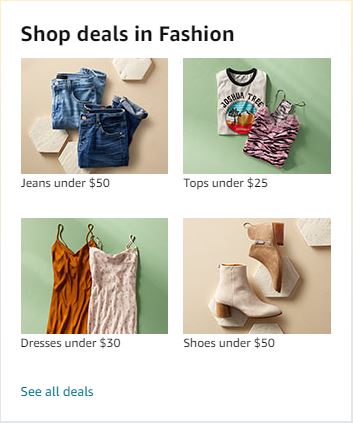 Shop deals in Fashion
JOSHUA TREE
Jeans under $50
Tops under $25
Dresses under $30
Shoes under $50
See all deals